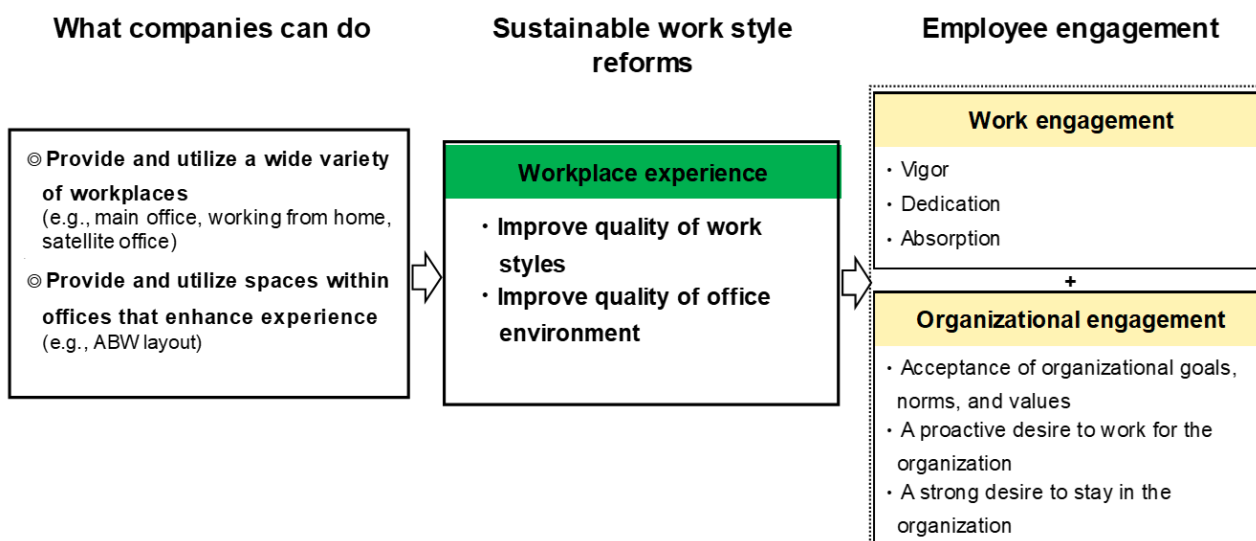 What companies can do
Sustainable work style
reforms
Employee engagement
◎ Provide and utilize a wide variety
of workplaces
(e.g., main office, working from home,
satellite office)
◎ Provide and utilize spaces within
offices that enhance experience
(e.g., ABW layout)
Workplace experience
・Improve quality of work
styles
・Improve quality of office
environment
Work engagement
・Vigor
・Dedication
・Absorption
+
Organizational engagement
・Acceptance of organizational goals,
norms, and values
・A proactive desire to work for the
organization
・A strong desire to stay in the
organization